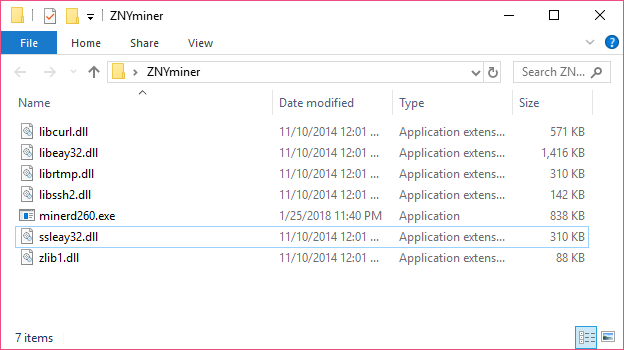 ZNYminer
File Home Share View
ZNYminer Search ZN...
Name Date modified Type Size
libcurl.dll 11/10/2014 12:01 ... Application extens... 571 KB
libeay32.dll 11/10/2014 12:01 ... Application extens... 1,416 KB
librtmp.dll 11/10/2014 12:01 ... Application extens... 310 KB
libssh2.dll 11/10/2014 12:01 ... Application extens... 142 KB
minerd260.exe 1/25/2018 11:40 PM Application 838 KB
ssleay32.dll 11/10/2014 12:01 ... Application extens... 310 KB
zlib1.dll 11/10/2014 12:01 ... Application extens... 88 KB
7 items